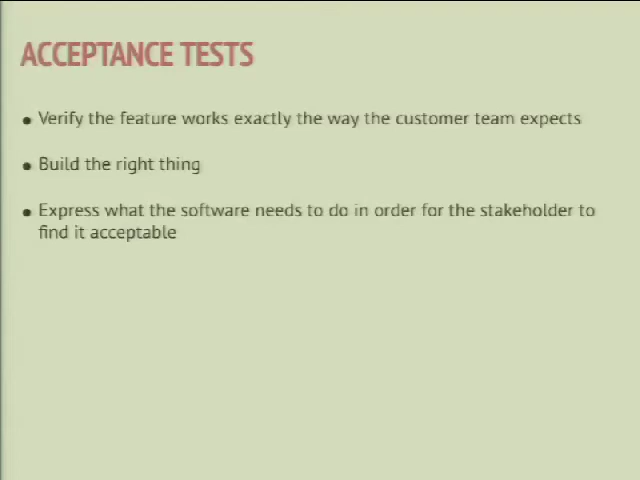 ACCEPTANCE TESTS
• Verify the feature works exactly the way the customer team expects
• Build the right thing
• Express what the software needs to do in order for the stakeholder to
find it acceptable